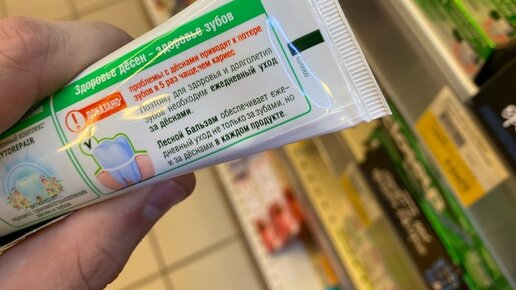 Здоровье дёсен – здоровье зубов
ДОКАЗАНО:
проблемы с дёснами приводят к потере
зубов в 5 раз чаще, чем кариес
Поэтому для здоровья и долголетия
зубов необходим ежедневный уход
за дёснами.
Лесной Бальзам обеспечивает еже-
дневный уход не только за зубами, но
и за дёснами в каждом продукте.
комплекс
YTOREPAIR